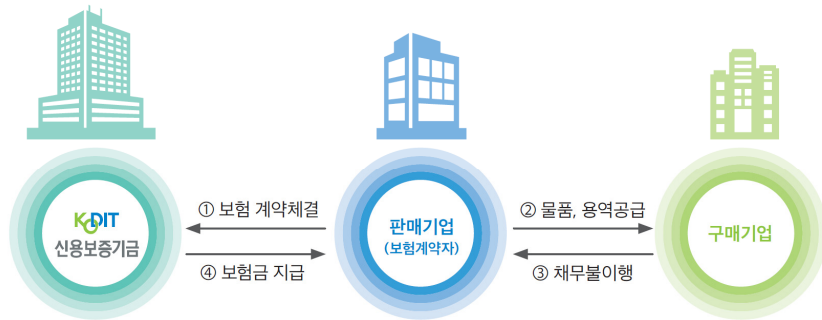 KODIT
신용보증기금
① 보험 계약체결
④ 보험금 지급
판매기업
(보험계약자)
② 물품, 용역공급
③ 채무불이행
구매기업